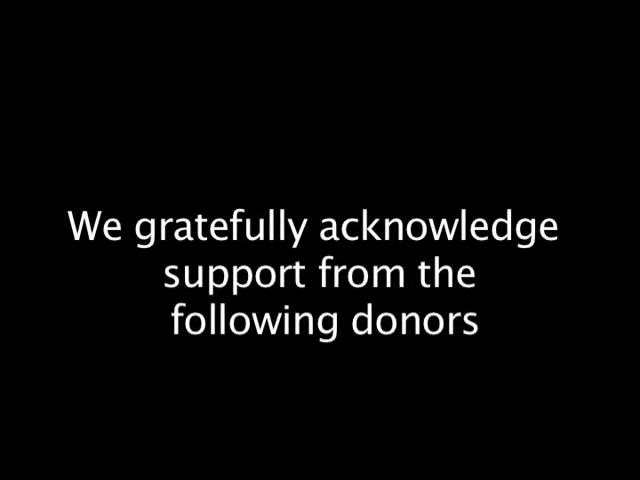 We gratefully acknowledge
support from the
following donors